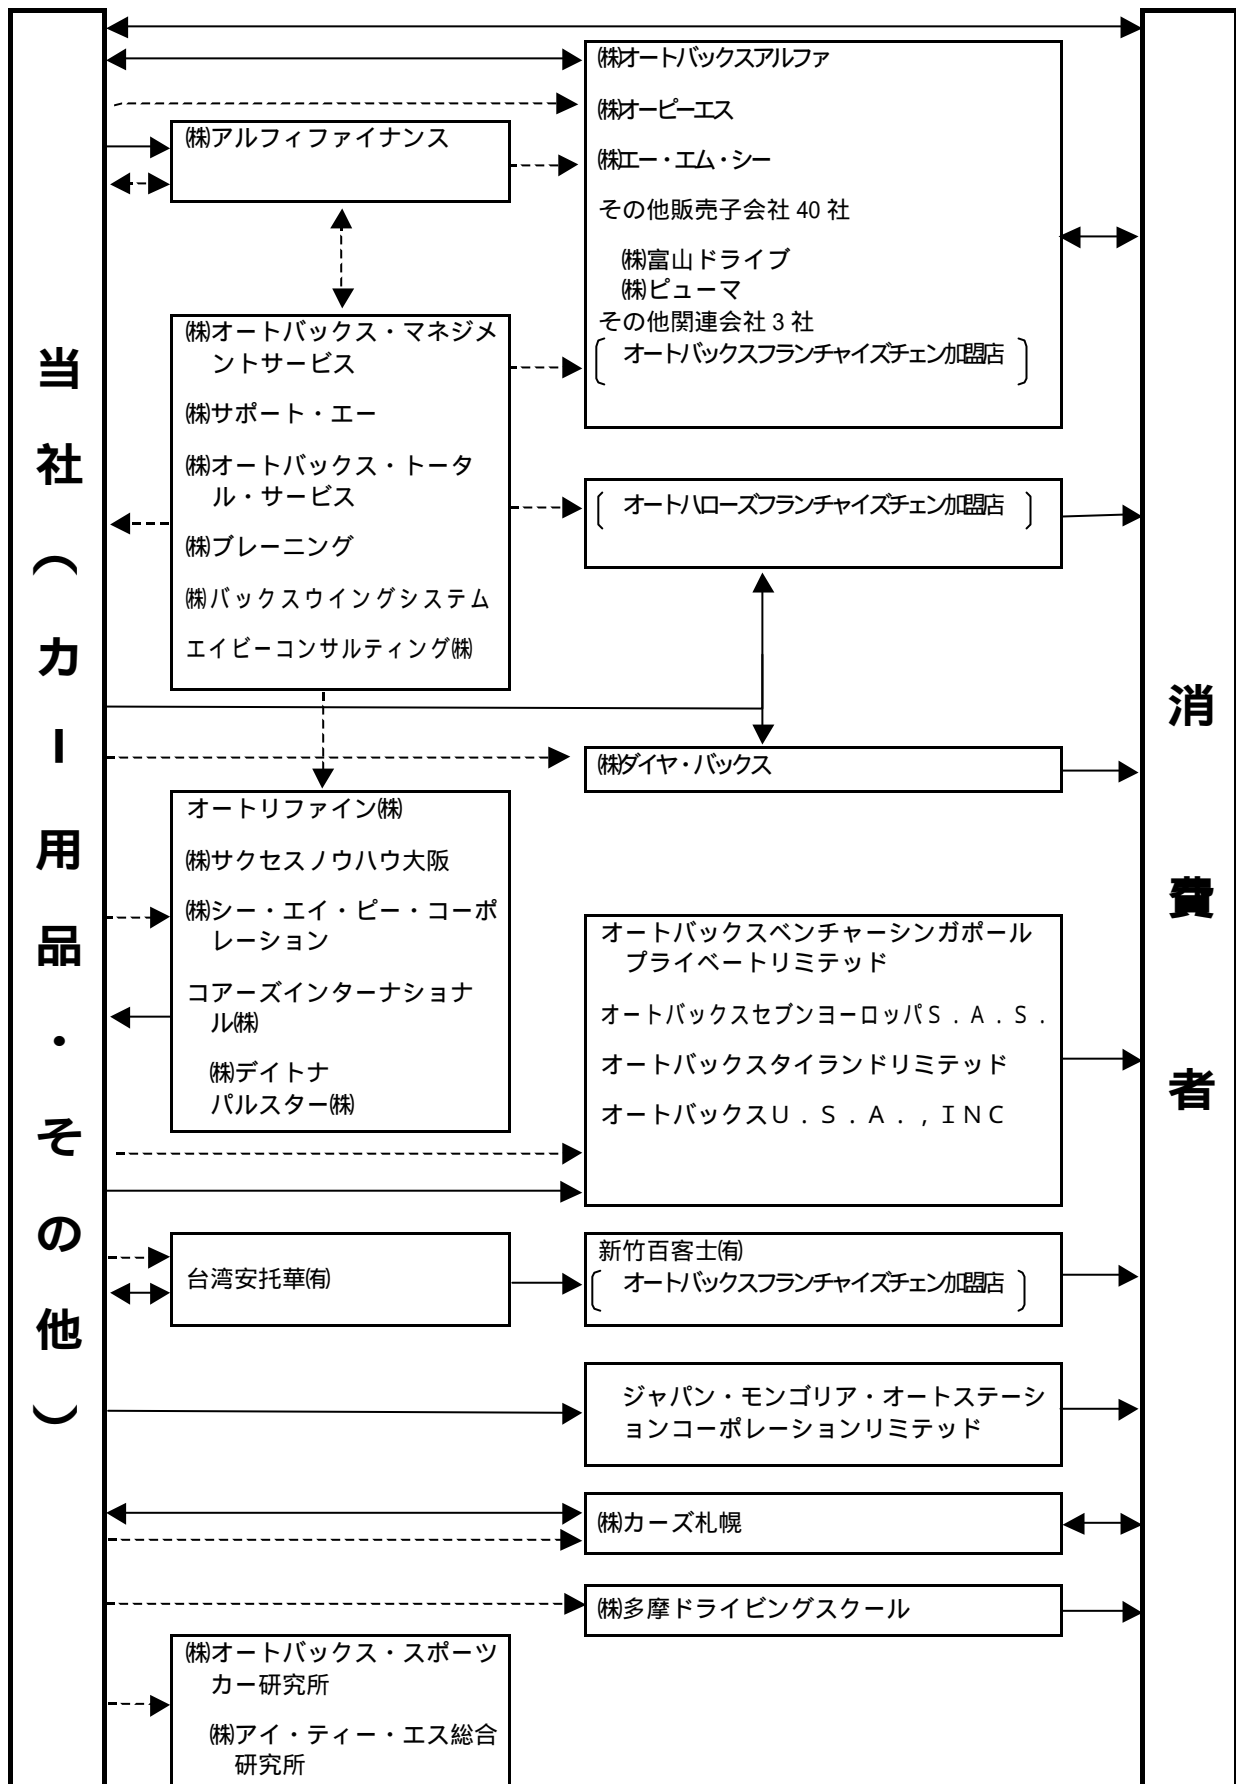 当社（カー用品・その他）
㈱オートバックスアルファ
㈱オーピーエス
㈱エー・エム・シー
その他販売子会社 40 社
㈱富山ドライブ
㈱ピューマ
その他関連会社 3 社
〔オートバックスフランチャイズチェン加盟店〕
㈱アルフィファイナンス
㈱オートバックス・マネジメ
ントサービス
㈱サポート・エー
㈱オートバックス・トータ
ル・サービス
㈱ブレーニング
㈱バックスウイングシステム
エイビーコンサルティング㈱
〔オートハローズフランチャイズチェン加盟店〕
㈱ダイヤ・バックス
オートリファイン㈱
㈱サクセスノウハウ大阪
㈱シー・エイ・ピー・コーポ
レーション
コアーズインターナショナ
ル㈱
㈱デイトナ
パルスター㈱
オートバックスベンチャーシンガポール
プライベートリミテッド
オートバックスセブンヨーロッパＳ．Ａ．Ｓ．
オートバックスタイランドリミテッド
オートバックスＵ．Ｓ．Ａ．，ＩＮＣ
台湾安托華㈲
新竹百客士㈲
〔オートバックスフランチャイズチェン加盟店〕
ジャパン・モンゴリア・オートステーシ
ョンコーポレーションリミテッド
㈱カーズ札幌
㈱多摩ドライビングスクール
㈱オートバックス・スポーツ
カー研究所
㈱アイ・ティー・エス総合
研究所
消費者